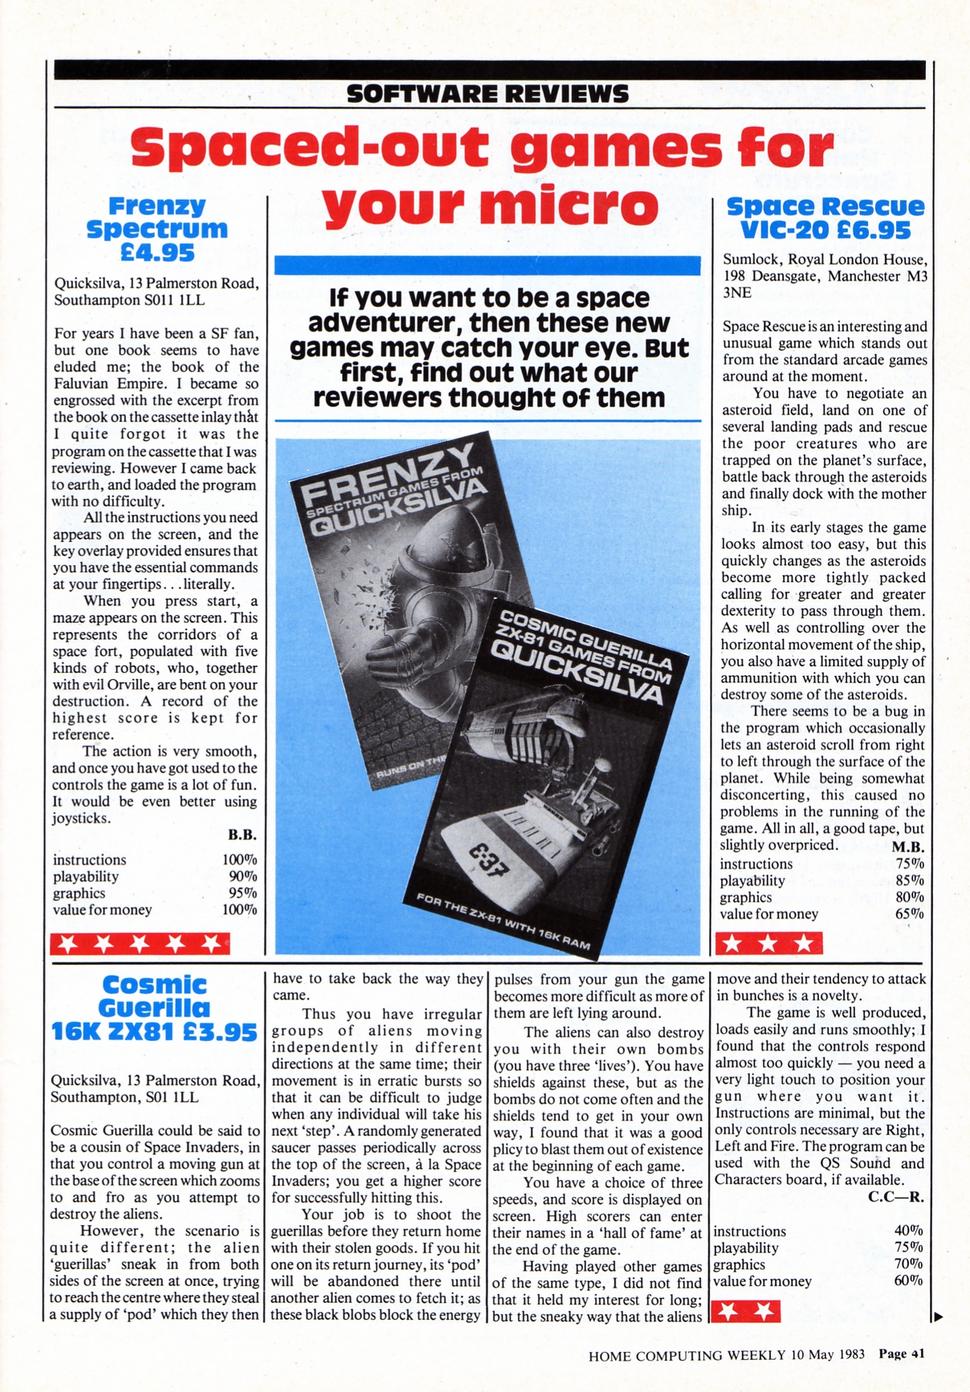 SOFTWARE REVIEWS
Spaced-out games for
your micro
If you want to be a space
adventurer, then these new
games may catch your eye. But
first, find out what our
reviewers thought of them
Frenzy
Spectrum
£4.95
Quicksilva, 13 Palmerston Road,
Southampton S011 1LL
For years I have been a SF fan,
but one book seems to have
eluded me; the book of the
Faluvian Empire. I became so
engrossed with the excerpt from
the book on the cassette inlay that
I quite forgot it was the
program on the cassette that I was
reviewing. However I came back
to earth, and loaded the program
with no difficulty.
All the instructions you need
appears on the screen, and the
key overlay provided ensures that
you have the essential commands
at your fingertips. . .literally.
When you press start, a
maze appears on the screen. This
represents the corridors of a
space fort, populated with five
kinds of robots, who, together
with evil Orville, are bent on your
destruction. A record of the
highest score is kept for
reference.
The action is very smooth,
and once you have got used to the
controls the game is a lot of fun.
It would be even better using
joysticks.
B.B.
instructions 100%
playability 90%
graphics 95%
value for money 100%
FRENZY
SPECTRUM GAMES FROM
QUICKSILVA
RUNS ON THE
COSMIC GUERILLA
ZX-81 GAMES FROM
QUICKSILVA
E-37
FOR THE ZX-81 WITH 16K RAM
Space Rescue
VIC-20 £6.95
Sumlock, Royal London House,
198 Deansgate, Manchester M3
3NE
Space Rescue is an interesting and
unusual game which stands out
from the standard arcade games
around at the moment.
You have to negotiate an
asteroid field, land on one of
several landing pads and rescue
the poor creatures who are
trapped on the planet's surface,
battle back through the asteroids
and finally dock with the mother
ship.
In its early stages the game
looks almost too easy, but this
quickly changes as the asteroids
become more tightly packed
calling for greater and greater
dexterity to pass through them.
As well as controlling over the
horizontal movement of the ship,
you also have a limited supply of
ammunition with which you can
destroy some of the asteroids.
There seems to be a bug in
the program which occasionally
lets an asteroid scroll from right
to left through the surface of the
planet. While being somewhat
disconcerting, this caused no
problems in the running of the
game. All in all, a good tape, but
slightly overpriced. M.B.
instructions 75%
playability 85%
graphics 80%
value for money 65%
Cosmic
Guerilla
16K ZX81 £3.95
Quicksilva, 13 Palmerston Road,
Southampton, S01 1LL
Cosmic Guerilla could be said to
be a cousin of Space Invaders, in
that you control a moving gun at
the base of the screen which zooms
to and fro as you attempt to
destroy the aliens.
However, the scenario is
quite different; the alien
'guerillas' sneak in from both
sides of the screen at once, trying
to reach the centre where they steal
a supply of 'pod' which they then
have to take back the way they
came.
Thus you have irregular
groups of aliens moving
independently in different
directions at the same time; their
movement is in erratic bursts so
that it can be difficult to judge
when any individual will take his
next 'step'. A randomly generated
saucer passes periodically across
the top of the screen, à la Space
Invaders; you get a higher score
for successfully hitting this.
Your job is to shoot the
guerillas before they return home
with their stolen goods. If you hit
one on its return journey, its 'pod'
will be abandoned there until
another alien comes to fetch it; as
these black blobs block the energy
pulses from your gun the game
becomes more difficult as more of
them are left lying around.
The aliens can also destroy
you with their own bombs
(you have three 'lives'). You have
shields against these, but as the
bombs do not come often and the
shields tend to get in your own
way, I found that it was a good
plicy to blast them out of existence
at the beginning of each game.
You have a choice of three
speeds, and score is displayed on
screen. High scorers can enter
their names in a 'hall of fame' at
the end of the game.
Having played other games
of the same type, I did not find
that it held my interest for long;
but the sneaky way that the aliens
move and their tendency to attack
in bunches is a novelty.
The game is well produced,
loads easily and runs smoothly; I
found that the controls respond
almost too quickly — you need a
very light touch to position your
gun where you want it.
Instructions are minimal, but the
only controls necessary are Right,
Left and Fire. The program can be
used with the QS Sound and
Characters board, if available.
C.C—R.
instructions 40%
playability 75%
graphics 70%
value for money 60%
HOME COMPUTING WEEKLY 10 May 1983 Page 41